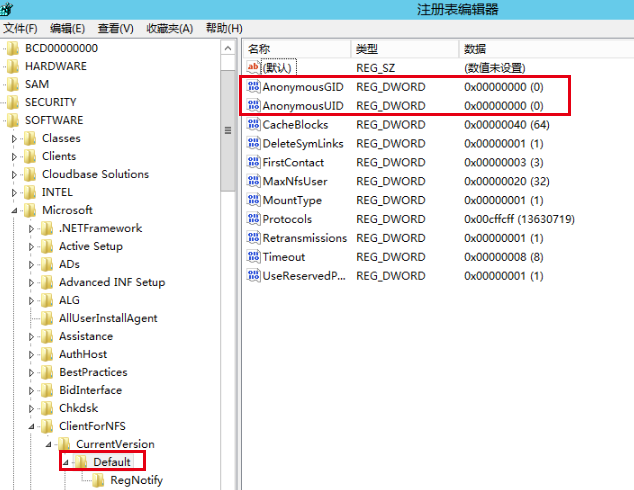 注册表编辑器
文件(F) 编辑(E) 查看(V) 收藏夹(A) 帮助(H)
BCD00000000
HARDWARE
SAM
SECURITY
SOFTWARE
Classes
Clients
Cloudbase Solutions
INTEL
Microsoft
.NETFramework
Active Setup
ADs
Advanced INF Setup
ALG
AllUserInstallAgent
Assistance
AuthHost
BestPractices
BidInterface
Chkdsk
ClientForNFS
CurrentVersion
Default
RegNotify
名称 类型 数据
(默认) REG_SZ (数值未设置)
AnonymousGID REG_DWORD 0x00000000 (0)
AnonymousUID REG_DWORD 0x00000000 (0)
CacheBlocks REG_DWORD 0x00000040 (64)
DeleteSymLinks REG_DWORD 0x00000001 (1)
FirstContact REG_DWORD 0x00000003 (3)
MaxNfsUser REG_DWORD 0x00000020 (32)
MountType REG_DWORD 0x00000001 (1)
Protocols REG_DWORD 0x00cffcff (13630719)
Retransmissions REG_DWORD 0x00000001 (1)
Timeout REG_DWORD 0x00000008 (8)
UseReservedP... REG_DWORD 0x00000001 (1)